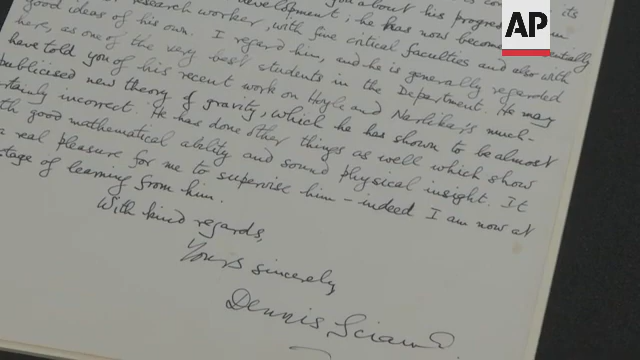 its
development; he has now become
research worker, with fine critical faculties and also with
good ideas of his own. I regard him, and he is generally regarded
here, as one of the very best students in the Department. He may
have told you of his recent work on Hoyle and Narlikar's much-
publicised new theory of gravity, which he has shown to be almost
certainly incorrect. He has done other things as well which show
good mathematical ability and sound physical insight. It
a real pleasure for me to supervise him – indeed I am now at
stage of learning from him.
With kind regards,
Yours sincerely
Dennis Sciama
AP